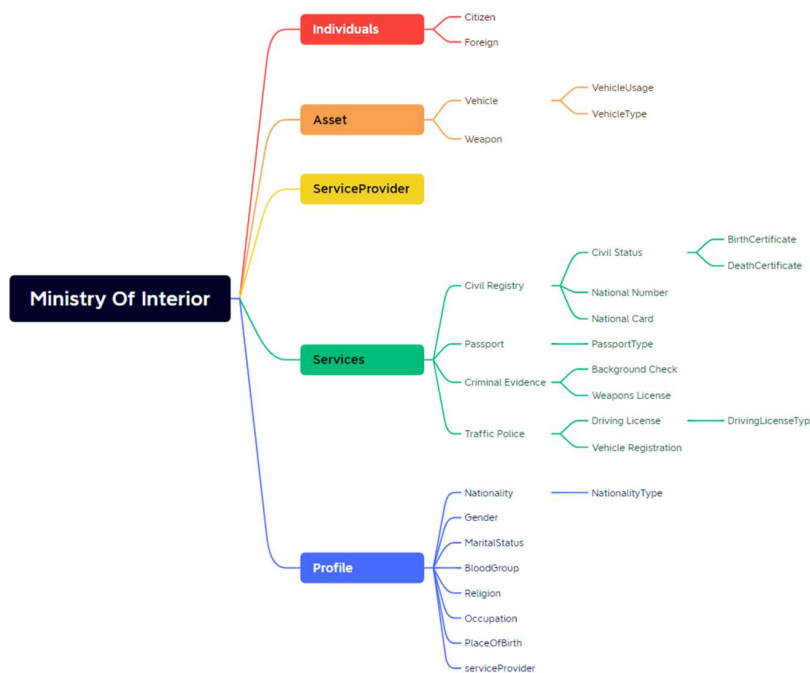 Individuals
Citizen
Foreign
Asset
Vehicle
VehicleUsage
VehicleType
Weapon
ServiceProvider
Ministry Of Interior
Services
Civil Registry
Civil Status
BirthCertificate
DeathCertificate
National Number
National Card
Passport
PassportType
Criminal Evidence
Background Check
Weapons License
Traffic Police
Driving License
DrivingLicenseTyp
Vehicle Registration
Profile
Nationality
NationalityType
Gender
MaritalStatus
BloodGroup
Religion
Occupation
PlaceOfBirth
serviceProvider